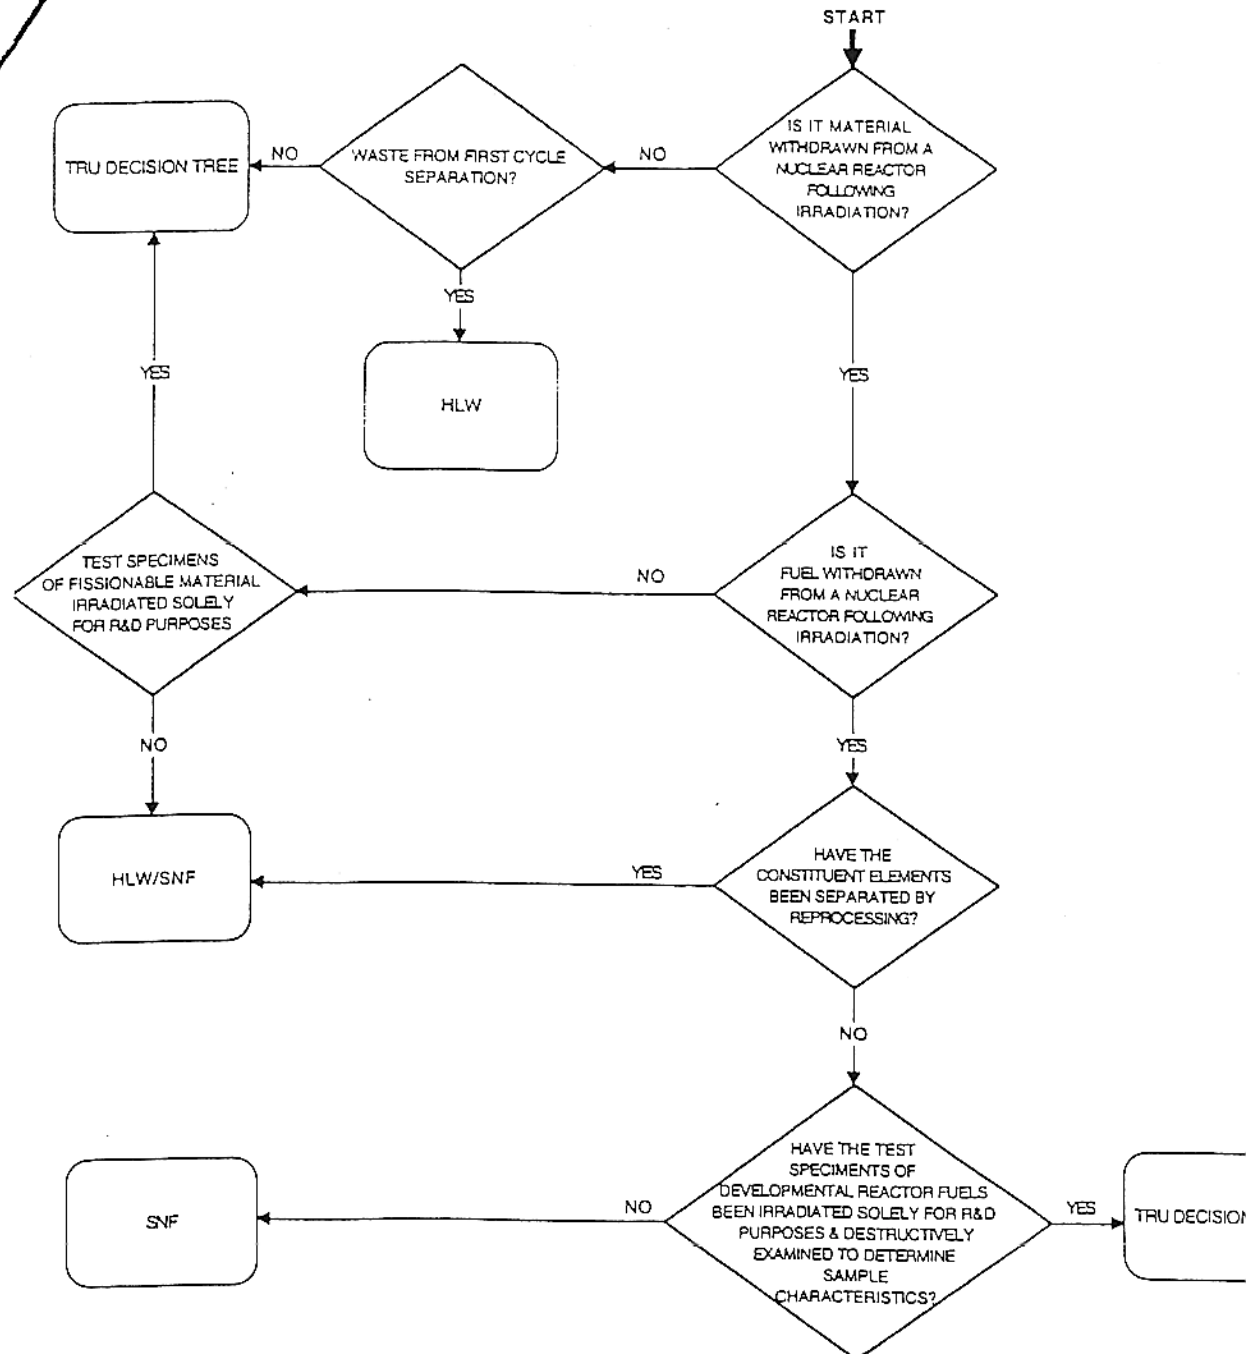 START
IS IT MATERIAL
WITHDRAWN FROM A
NUCLEAR REACTOR
FOLLOWING
IRRADIATION?
NO
WASTE FROM FIRST CYCLE
SEPARATION?
NO
TRU DECISION TREE
YES
HLW
YES
YES
IS IT
FUEL WITHDRAWN
FROM A NUCLEAR
REACTOR FOLLOWING
IRRADIATION?
NO
TEST SPECIMENS
OF FISSIONABLE MATERIAL
IRRADIATED SOLELY
FOR R&D PURPOSES
NO
YES
HAVE THE
CONSTITUENT ELEMENTS
BEEN SEPARATED BY
REPROCESSING?
YES
HLW/SNF
NO
HAVE THE TEST
SPECIMENTS OF
DEVELOPMENTAL REACTOR FUELS
BEEN IRRADIATED SOLELY FOR R&D
PURPOSES & DESTRUCTIVELY
EXAMINED TO DETERMINE
SAMPLE
CHARACTERISTICS?
NO
SNF
YES
TRU DECISION